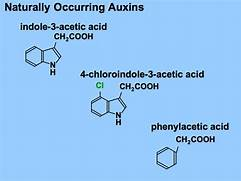 Naturally Occurring Auxins
indole-3-acetic acid
CH₂COOH
N
H
4-chloroindole-3-acetic acid
Cl
CH₂COOH
N
H
phenylacetic acid
CH₂COOH